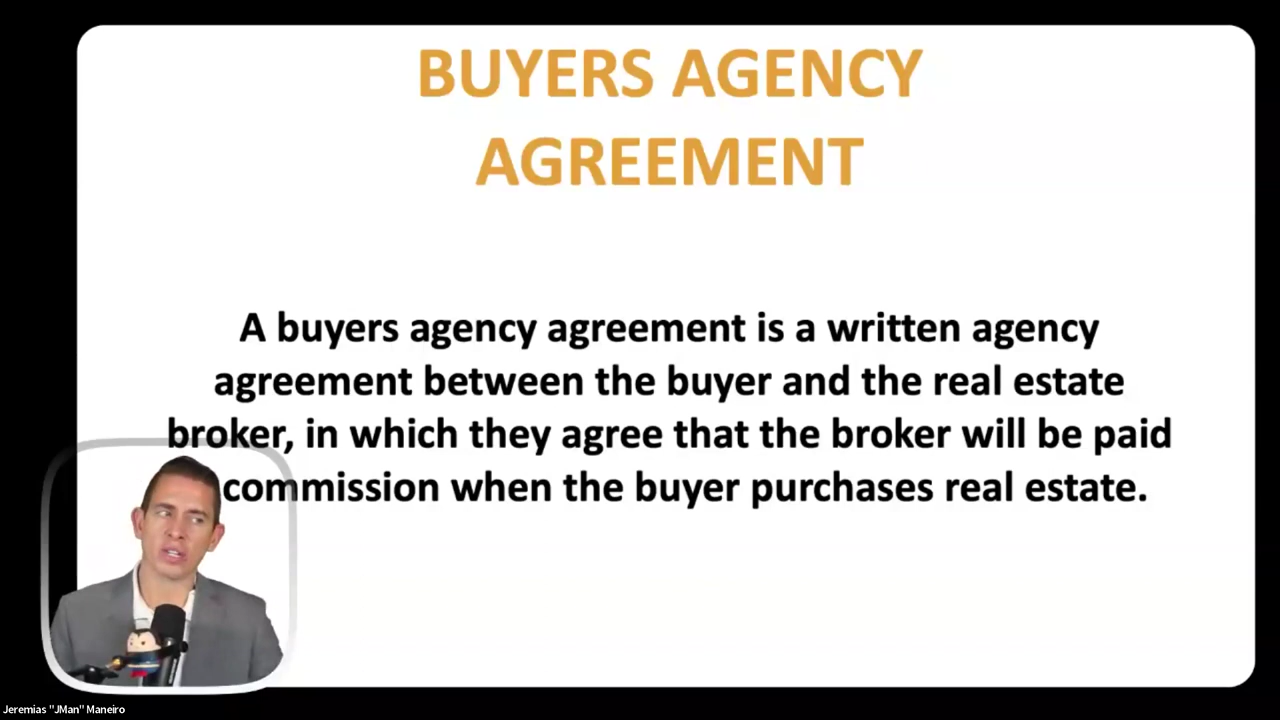 BUYERS AGENCY
AGREEMENT
A buyers agency agreement is a written agency
agreement between the buyer and the real estate
broker, in which they agree that the broker will be paid
commission when the buyer purchases real estate.
Jeremias "JMan" Maneiro